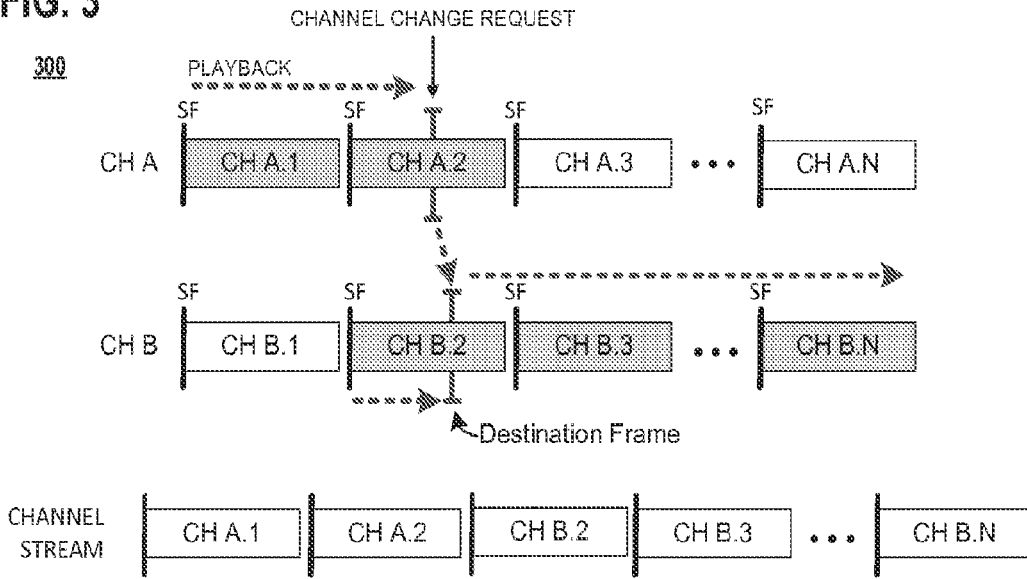 FIG. 3
CHANNEL CHANGE REQUEST
300
PLAYBACK
SF SF SF SF
CH A CH A.1 CH A.2 CH A.3 CH A.N
SF SF SF SF
CH B CH B.1 CH B.2 CH B.3 CH B.N
Destination Frame
CHANNEL
STREAM
CH A.1 CH A.2 CH B.2 CH B.3 CH B.N